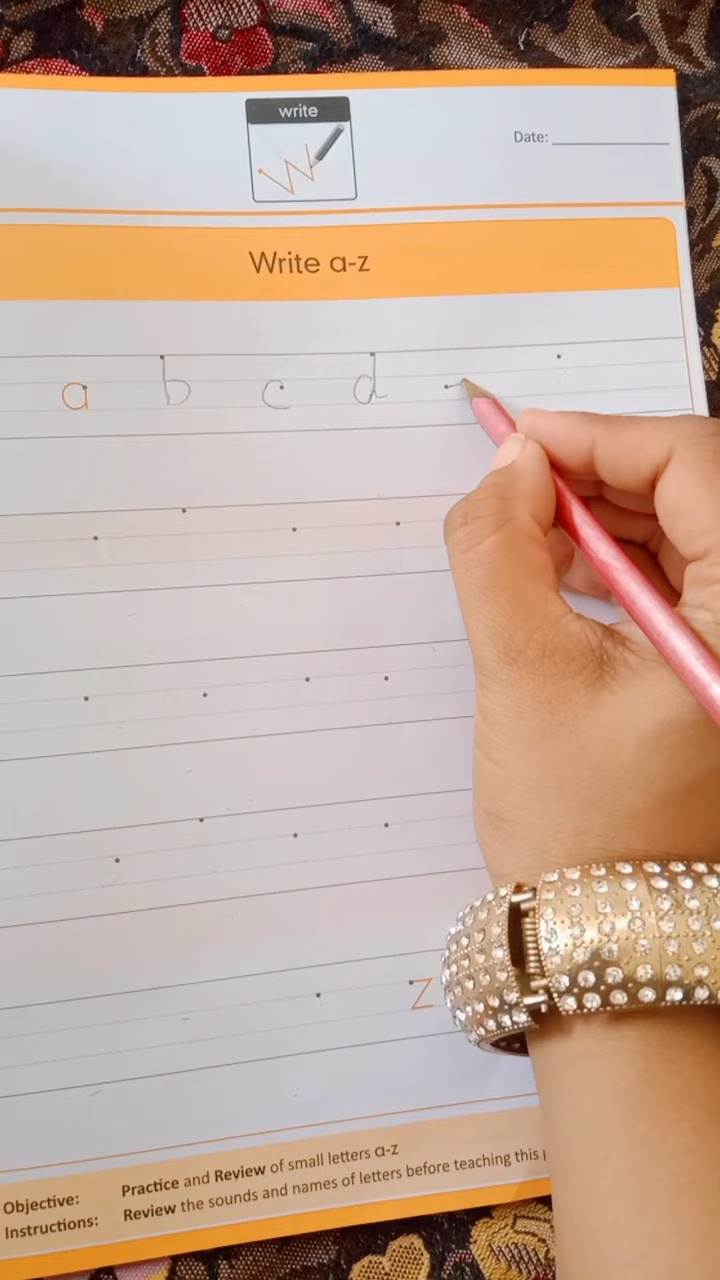 write
Date:
Write a-z
a b c d
z
Objective: Practice and Review of small letters a-z
Instructions: Review the sounds and names of letters before teaching this